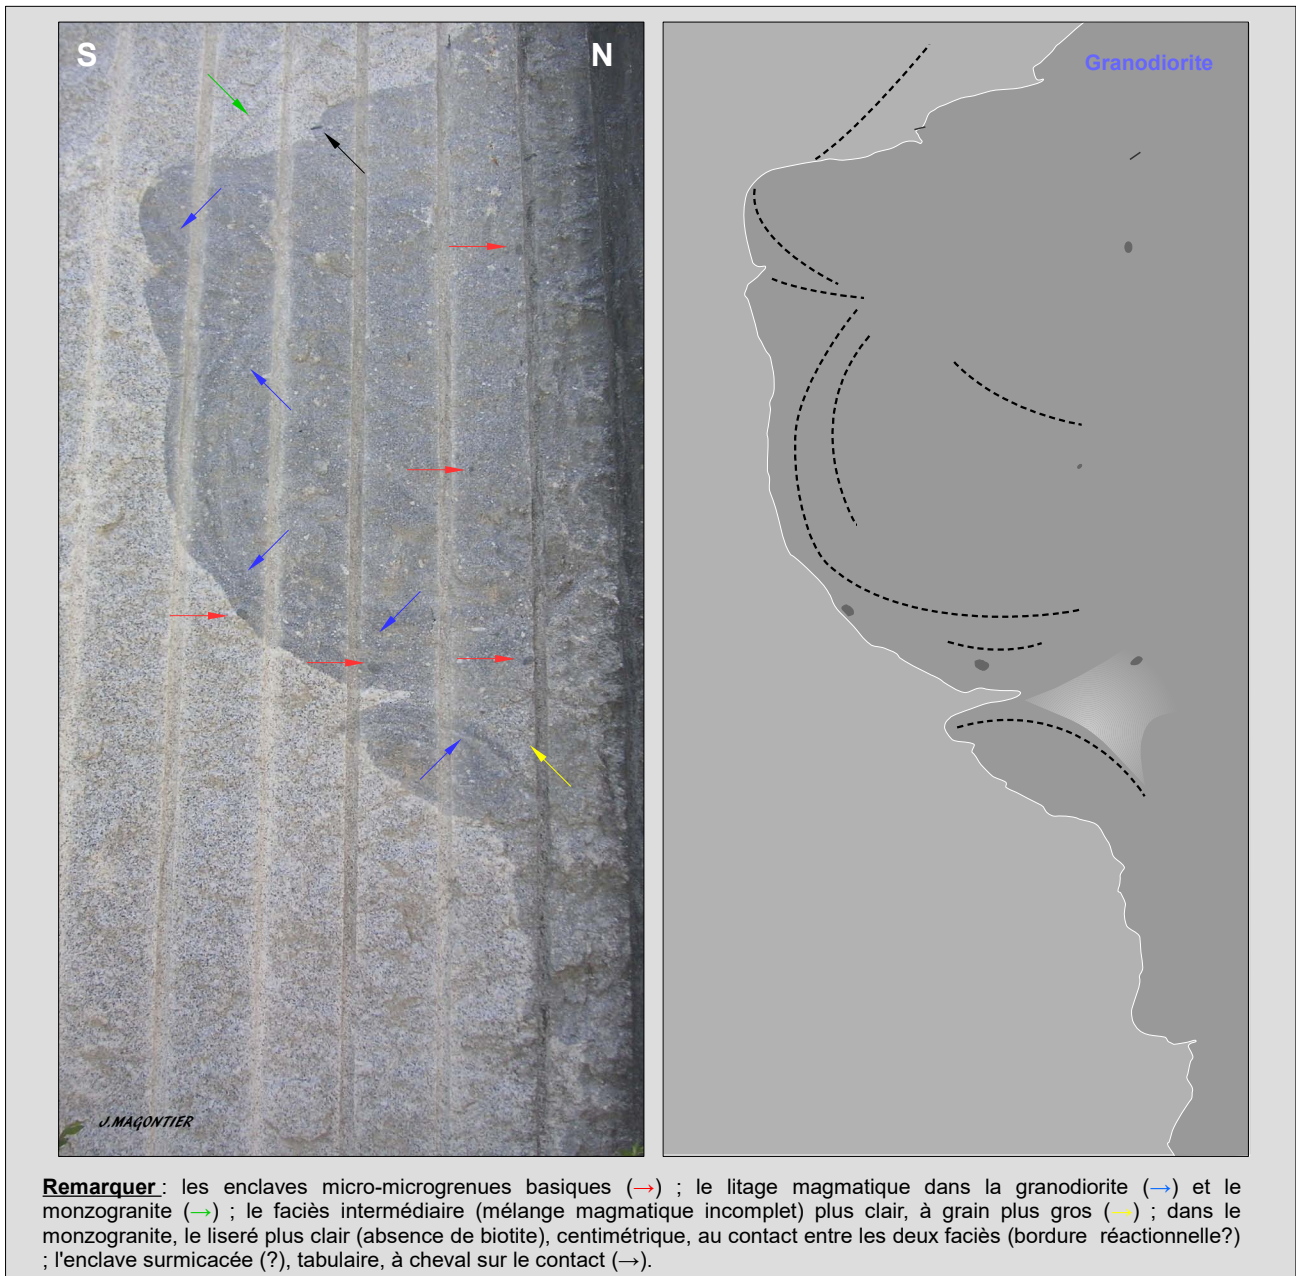 S N
Granodiorite
J.MAGONTIER
Remarquer : les enclaves micro-microgrenues basiques (→) ; le litage magmatique dans la granodiorite (→) et le
monzogranite (→) ; le faciès intermédiaire (mélange magmatique incomplet) plus clair, à grain plus gros (→) ; dans le
monzogranite, le liseré plus clair (absence de biotite), centimétrique, au contact entre les deux faciès (bordure réactionnelle?)
; l'enclave surmicacée (?), tabulaire, à cheval sur le contact (→).